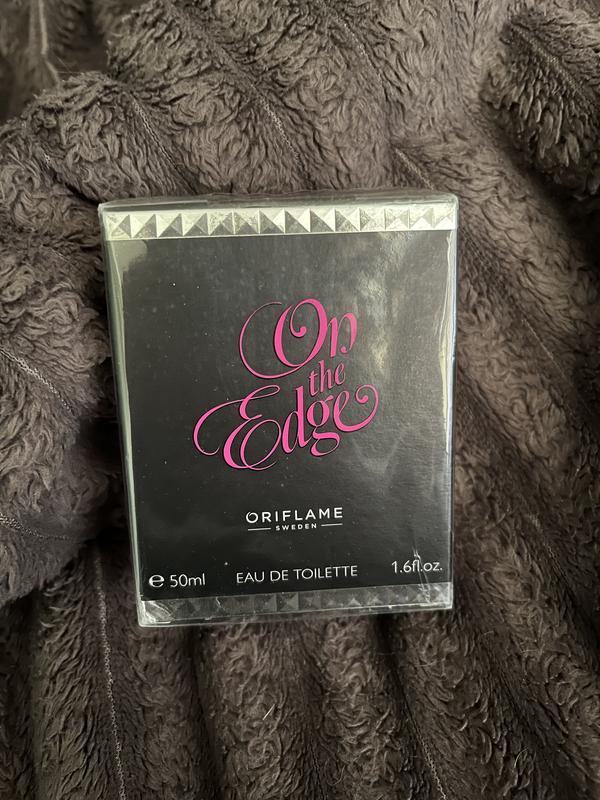 On
the
Edge
ORIFLAME
SWEDEN
e 50ml EAU DE TOILETTE 1.6fl.oz.